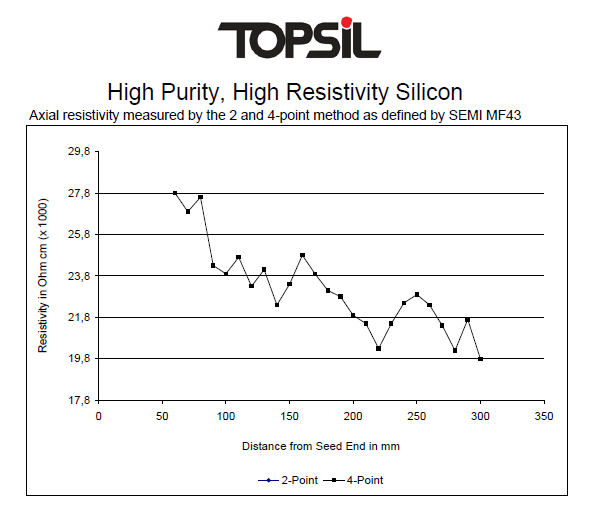 TOPSIL
High Purity, High Resistivity Silicon
Axial resistivity measured by the 2 and 4-point method as defined by SEMI MF43
29,8
27,8
25,8
23,8
21,8
19,8
17,8
Resistivity in Ohm·cm (x 1000)
0 50 100 150 200 250 300 350
Distance from Seed End in mm
2-Point 4-Point